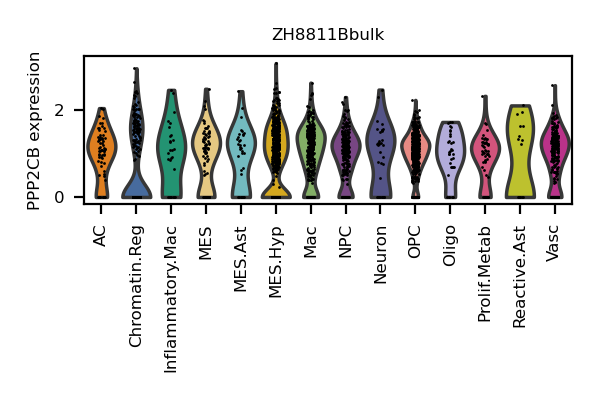 ZH8811Bbulk
PPP2CB expression
2
0
AC
Chromatin.Reg
Inflammatory.Mac
MES
MES.Ast
MES.Hyp
Mac
NPC
Neuron
OPC
Oligo
Prolif.Metab
Reactive.Ast
Vasc